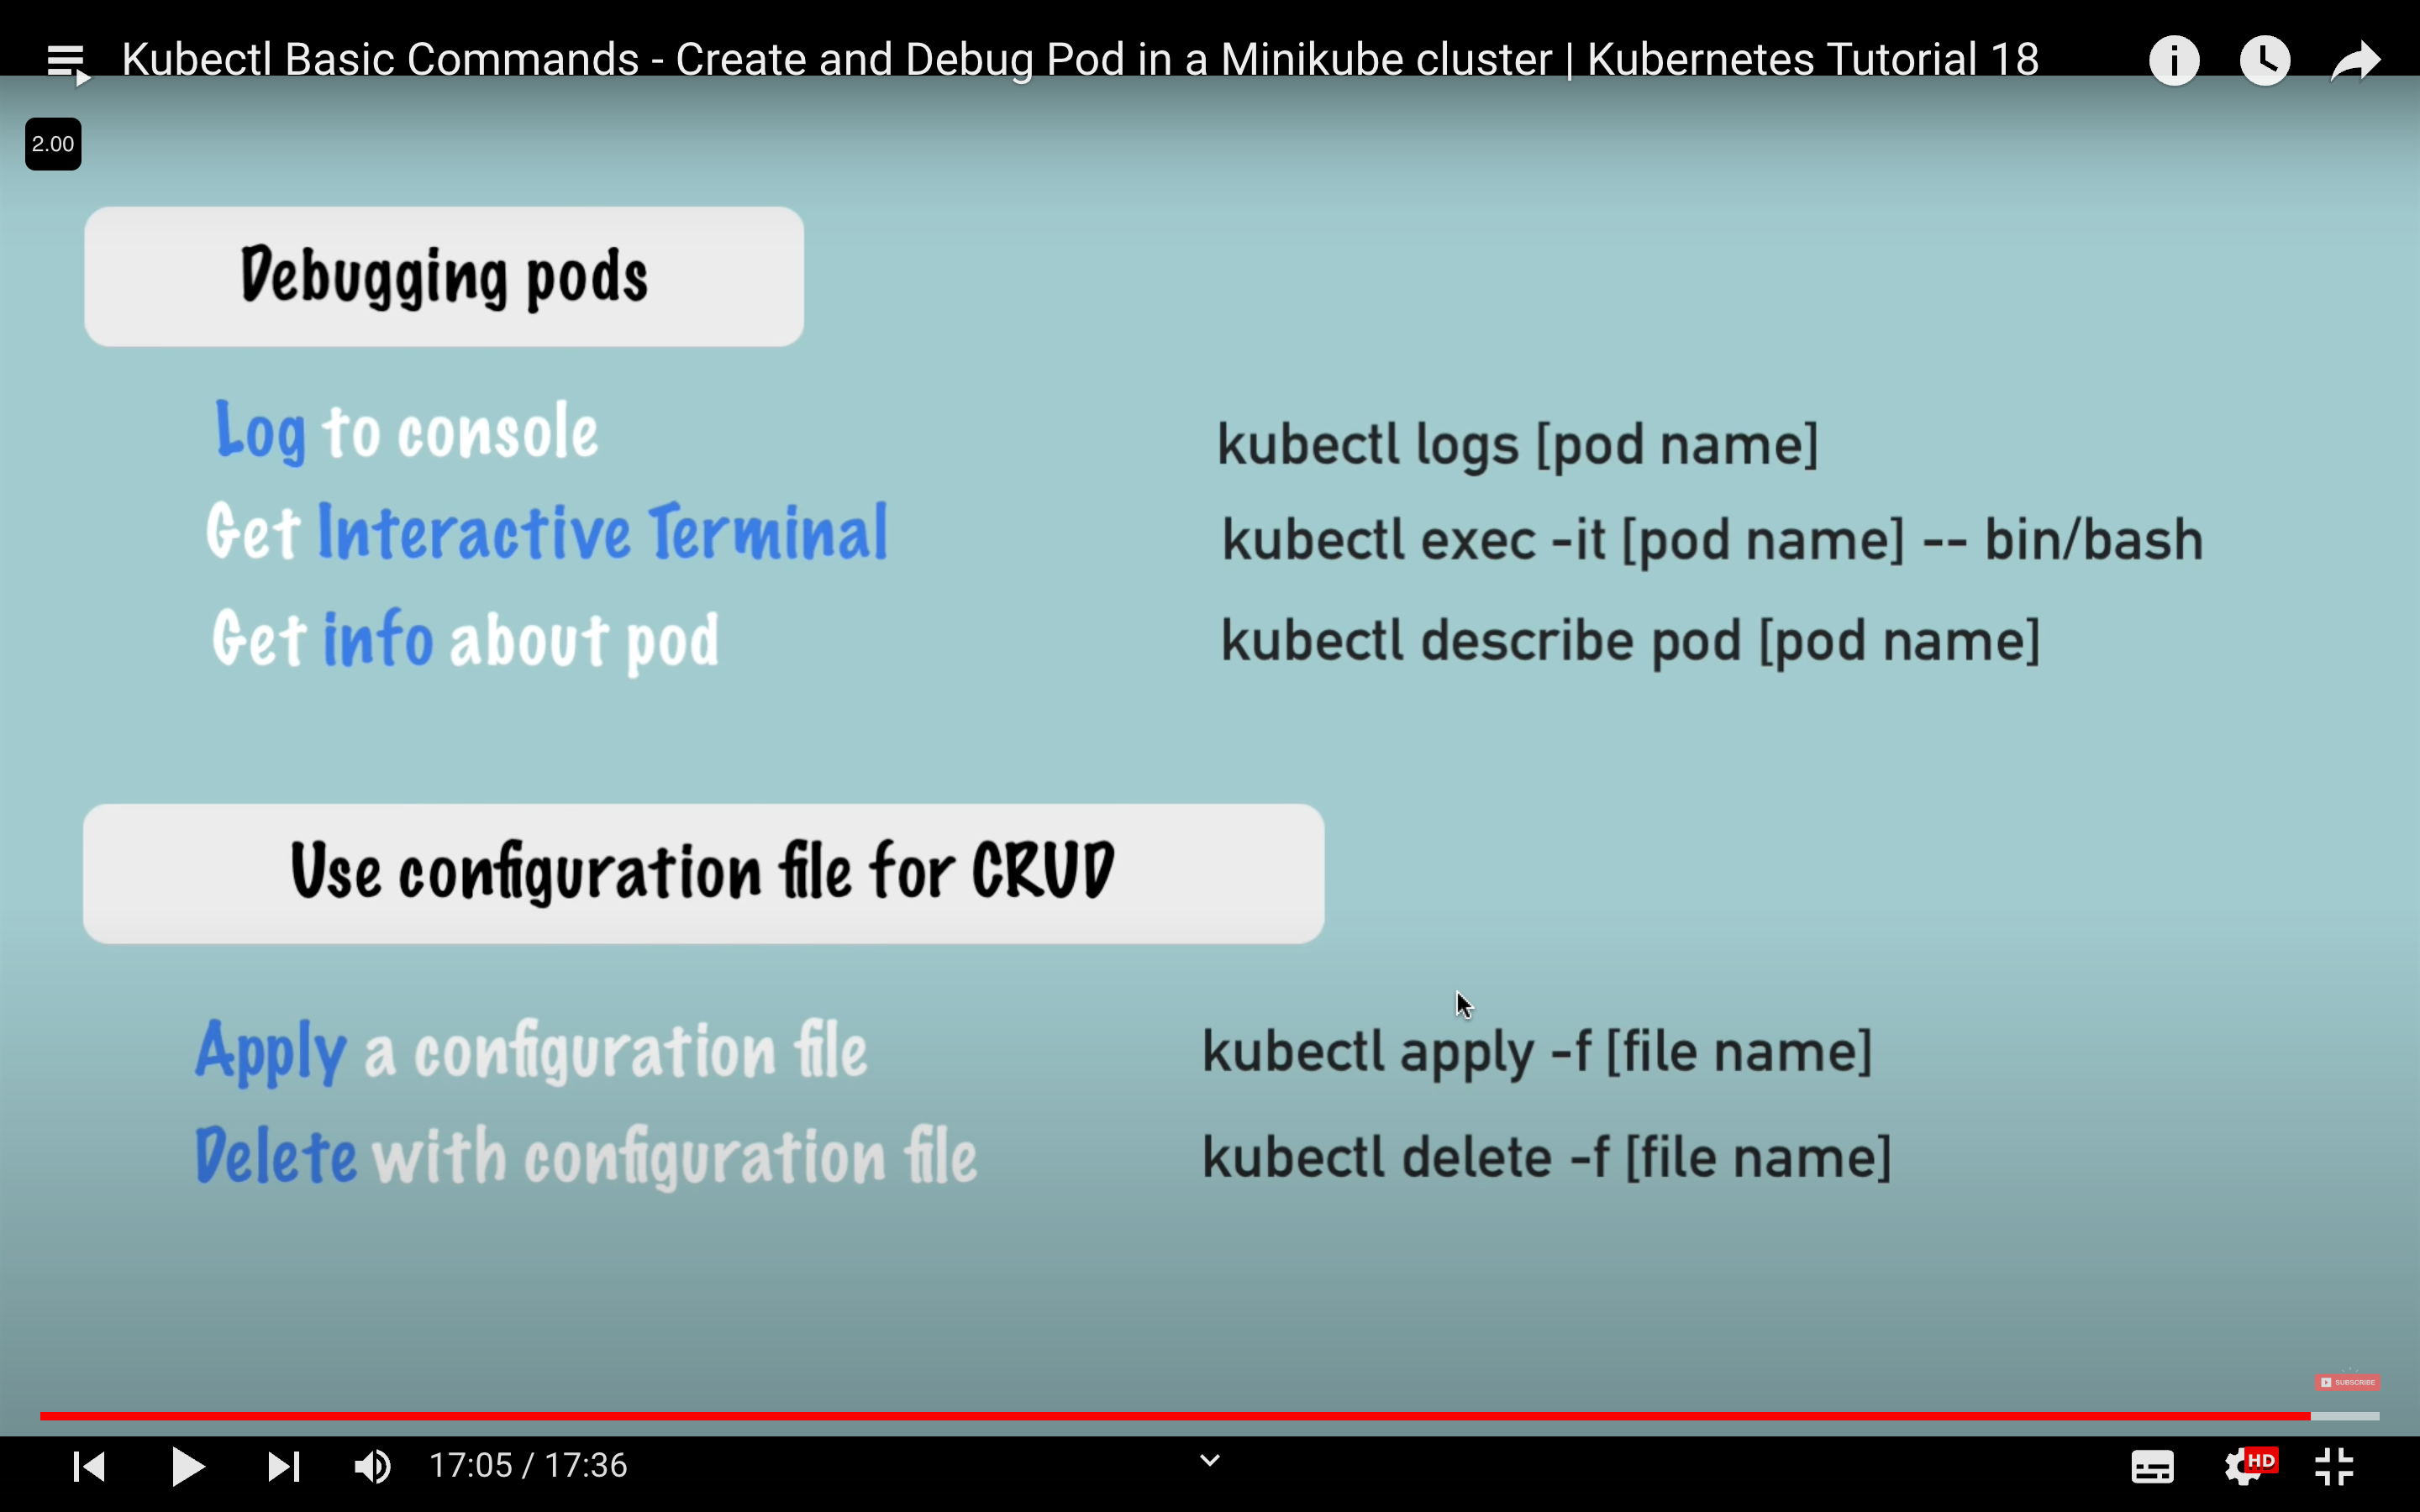 Kubectl Basic Commands - Create and Debug Pod in a Minikube cluster | Kubernetes Tutorial 18
2.00
Debugging pods
Log to console
kubectl logs [pod name]
Get Interactive Terminal
kubectl exec -it [pod name] -- bin/bash
Get info about pod
kubectl describe pod [pod name]
Use configuration file for CRUD
Apply a configuration file
kubectl apply -f [file name]
Delete with configuration file
kubectl delete -f [file name]
SUBSCRIBE
17:05 / 17:36
HD